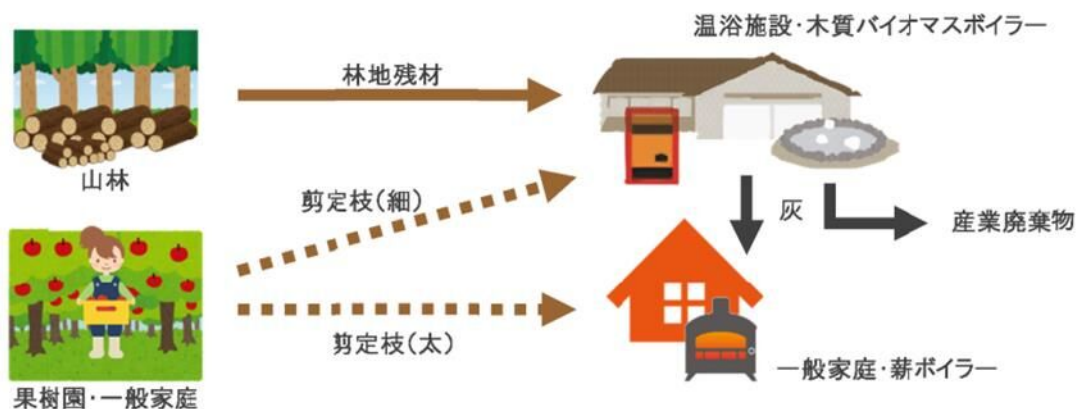 温浴施設・木質バイオマスボイラー
林地残材
山林
剪定枝(細)
灰
産業廃棄物
剪定枝(太)
一般家庭・薪ボイラー
果樹園・一般家庭